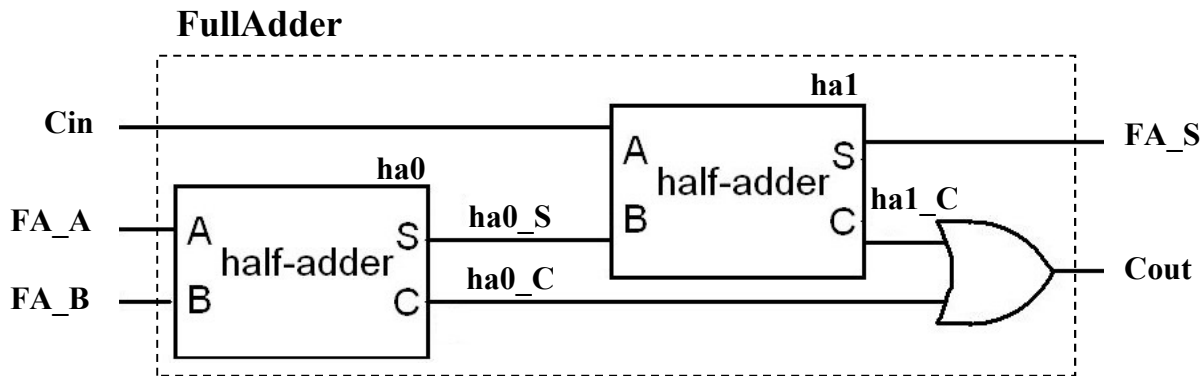 FullAdder
ha1
Cin
A
S
FA_S
half-adder
ha0
ha1_C
B
C
FA_A
A
S
ha0_S
half-adder
Cout
ha0_C
FA_B
B
C